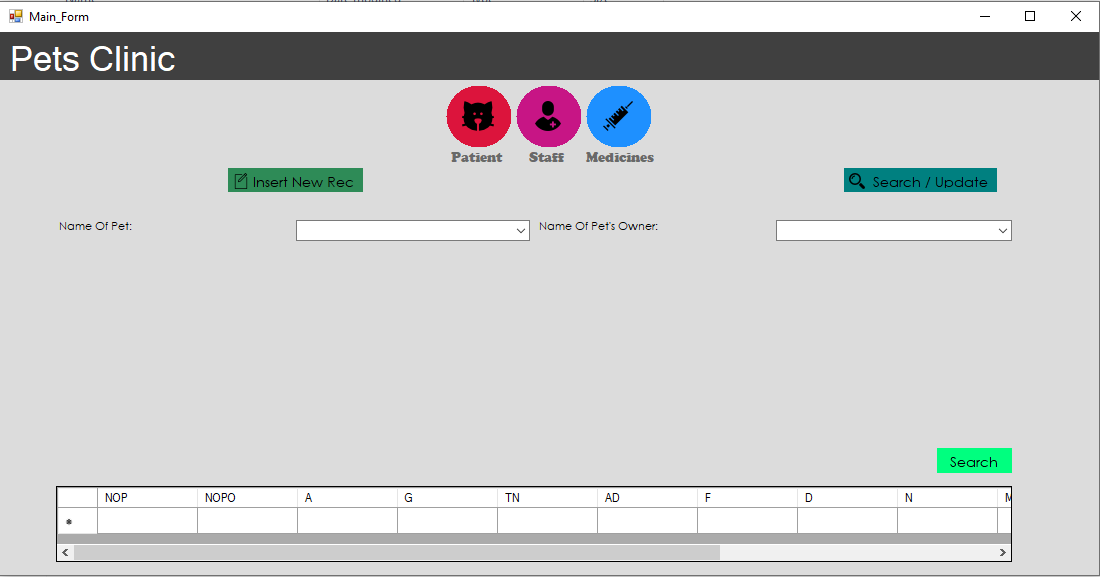 Main_Form
Pets Clinic
Patient Staff Medicines
Insert New Rec Search / Update
Name Of Pet: Name Of Pet's Owner:
Search
NOP NOPO A G TN AD F D N